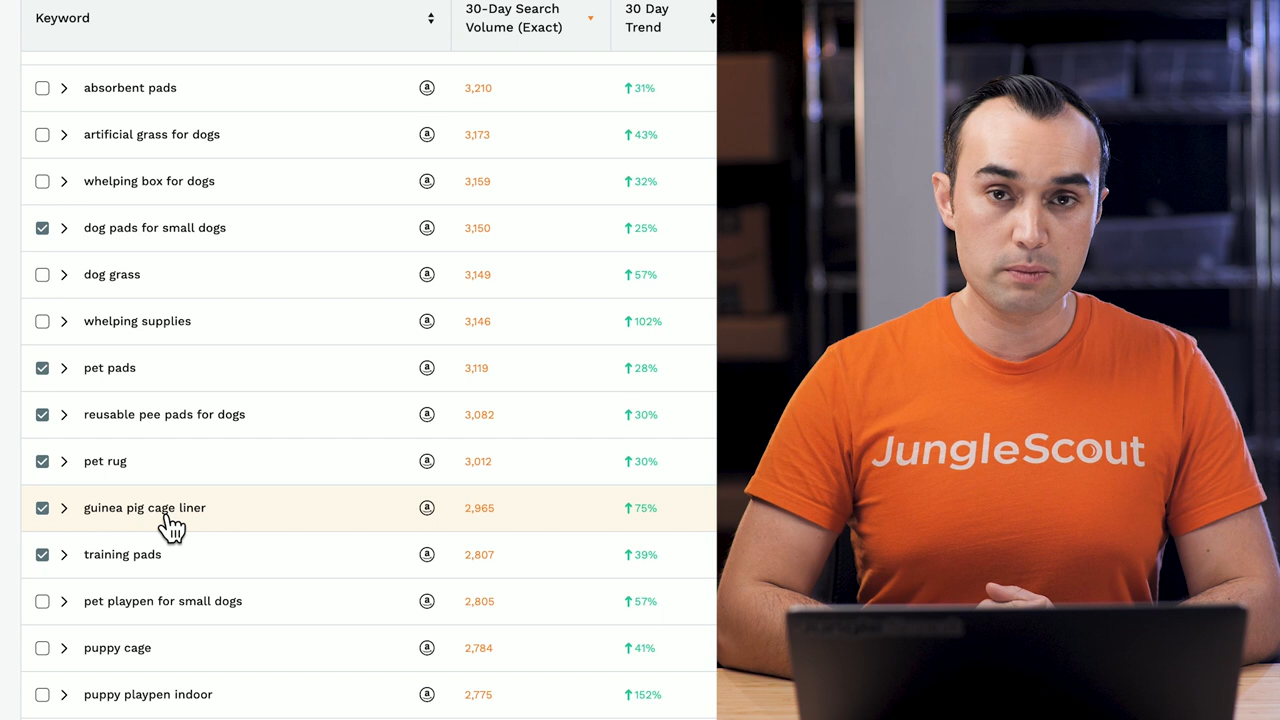 Keyword
30-Day Search
Volume (Exact)
30 Day
Trend
absorbent pads a 3,210 31%
artificial grass for dogs a 3,173 43%
whelping box for dogs a 3,159 32%
dog pads for small dogs a 3,150 25%
dog grass a 3,149 57%
whelping supplies a 3,146 102%
pet pads a 3,119 28%
reusable pee pads for dogs a 3,082 30%
pet rug a 3,012 30%
guinea pig cage liner a 2,965 75%
training pads a 2,807 39%
pet playpen for small dogs a 2,805 57%
puppy cage a 2,784 41%
puppy playpen indoor a 2,775 152%
JungleScout